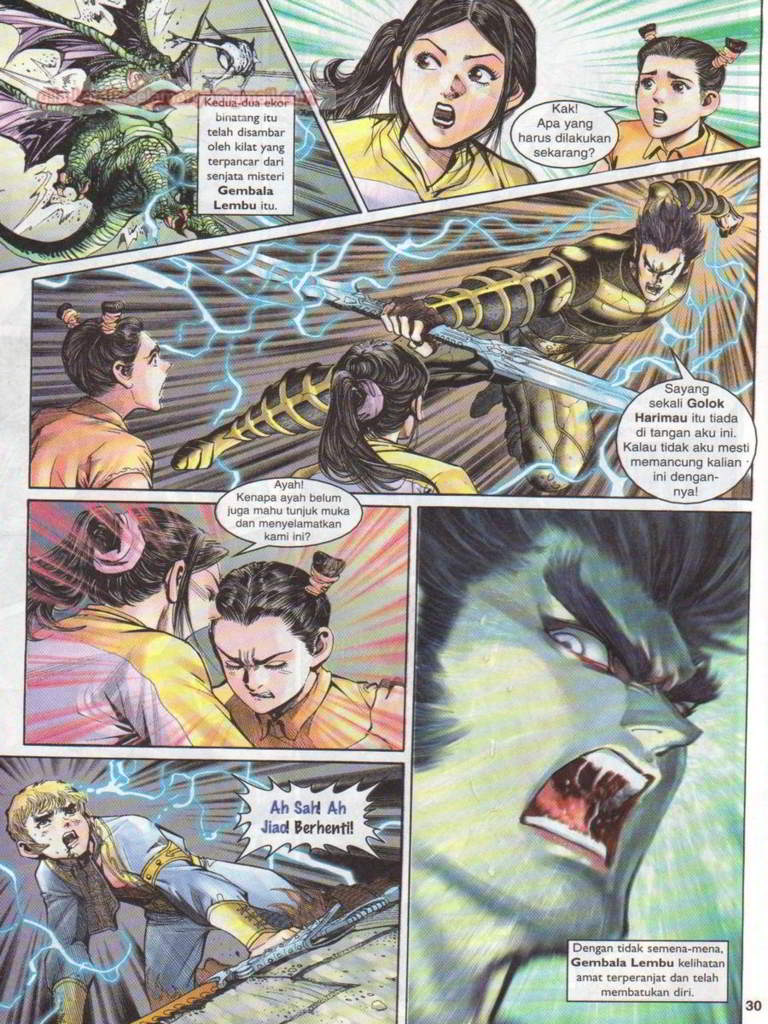 Kedua-dua ekor
binatang itu
telah disambar
oleh kilat yang
terpancar dari
senjata misteri
Gembala
Lembu itu.
Kak!
Apa yang
harus dilakukan
sekarang?
Sayang
sekali Golok
Harimau itu tiada
di tangan aku ini.
Kalau tidak aku mesti
memancung kalian
ini dengan-
nya!
Ayah!
Kenapa ayah belum
juga mahu tunjuk muka
dan menyelamatkan
kami ini?
Ah Sah! Ah
Jiao! Berhenti!
Dengan tidak semena-mena,
Gembala Lembu kelihatan
amat terperanjat dan telah
membatukan diri.
30